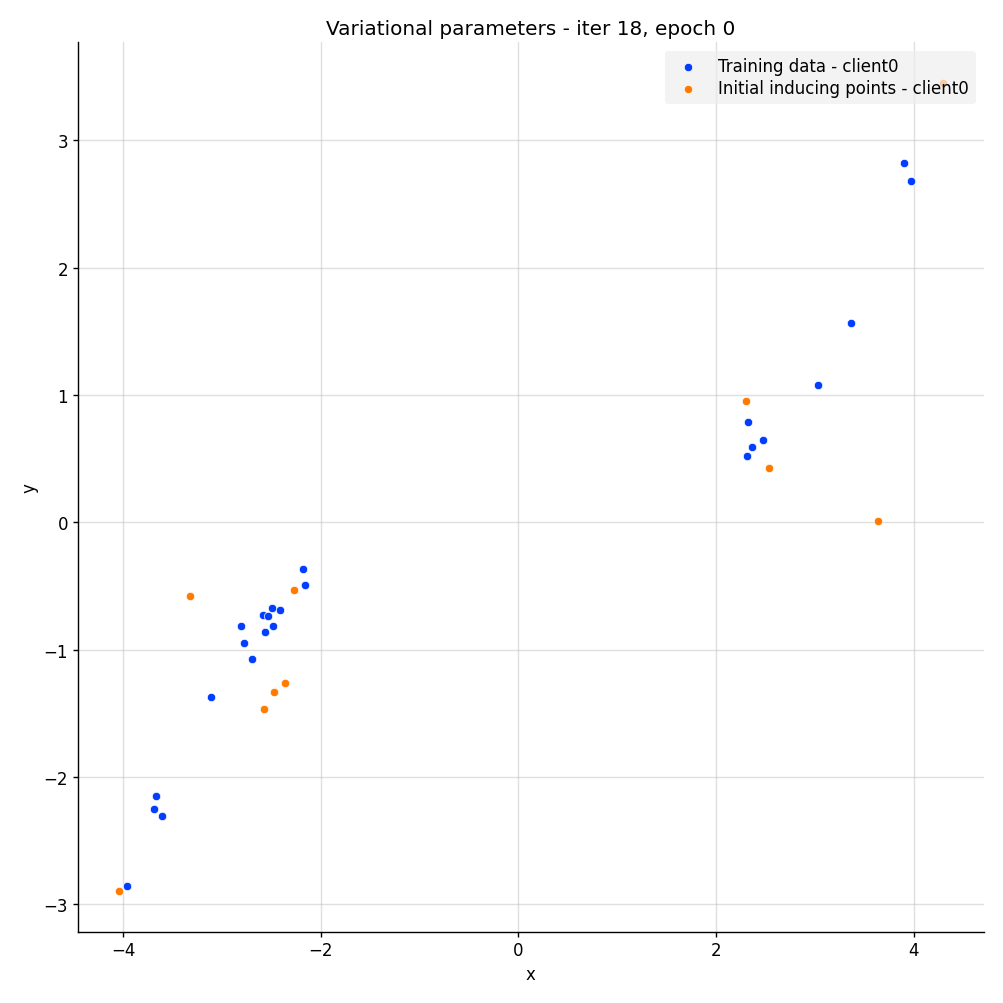 Variational parameters - iter 18, epoch 0
Training data - client0
Initial inducing points - client0
3
2
1
0
−1
−2
−3
y
−4
−2
0
2
4
x